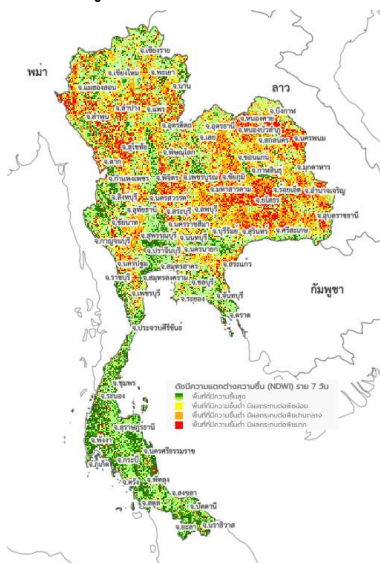 จ.เชียงราย
พม่า
จ.เชียงใหม่
จ.พะเยา
ลาว
จ.แม่ฮ่องสอน
จ.น่าน
จ.ลำปาง
จ.แพร่
จ.บึงกาฬ
จ.ลำพูน
จ.อุตรดิตถ์
จ.อุดรธานี
จ.หนองคาย
จ.หนองบัวลำภู
จ.เลย
จ.สกลนคร
จ.นครพนม
จ.สุโขทัย
จ.พิษณุโลก
จ.ขอนแก่น
จ.ตาก
จ.กาฬสินธุ์
จ.มุกดาหาร
จ.กำแพงเพชร
จ.พิจิตร
จ.เพชรบูรณ์
จ.ชัยภูมิ
จ.มหาสารคาม
จ.ร้อยเอ็ด
จ.อำนาจเจริญ
จ.สิงห์บุรี
จ.นครสวรรค์
จ.ลพบุรี
จ.ยโสธร
จ.อุทัยธานี
จ.สระบุรี
จ.อุบลราชธานี
จ.ชัยนาท
จ.นครราชสีมา
จ.บุรีรัมย์
จ.สุรินทร์
จ.ศรีสะเกษ
จ.สุพรรณบุรี
จ.นนทบุรี
จ.กาญจนบุรี
จ.ปราจีนบุรี
จ.นครนายก
จ.นครปฐม
จ.สมุทรสาคร
จ.สระแก้ว
จ.ราชบุรี
จ.สมุทรสงคราม
จ.ชลบุรี
กัมพูชา
จ.เพชรบุรี
จ.ระยอง
จ.จันทบุรี
จ.ตราด
จ.ประจวบคีรีขันธ์
ดัชนีความแตกต่างความชื้น (NDWI) ราย 7 วัน
พื้นที่ที่มีความชื้นสูง
พื้นที่ที่มีความชื้นต่ำ มีผลกระทบต่อพืชน้อย
พื้นที่ที่มีความชื้นต่ำ มีผลกระทบต่อพืชปานกลาง
พื้นที่ที่มีความชื้นต่ำ มีผลกระทบต่อพืชมาก
จ.ชุมพร
จ.ระนอง
จ.สุราษฎร์ธานี
จ.พังงา
จ.นครศรีธรรมราช
จ.ภูเก็ต
จ.กระบี่
จ.ตรัง
จ.พัทลุง
จ.สงขลา
จ.สตูล
จ.ปัตตานี
จ.ยะลา
จ.นราธิวาส